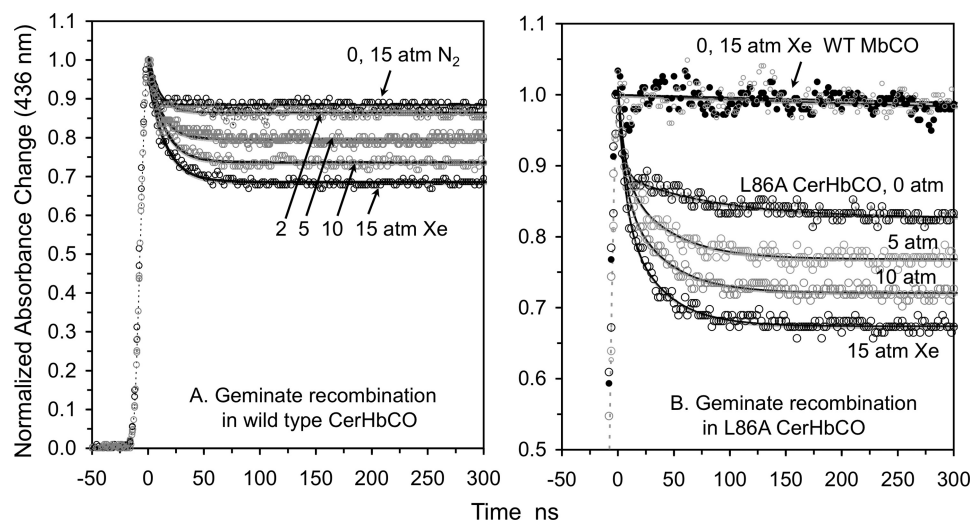 Normalized Absorbance Change (436 nm)
1.1
1.0
0.9
0.8
0.7
0.6
0.5
0.4
0.3
0.2
0.1
0.0
0, 15 atm N2
2 5 10 15 atm Xe
A. Geminate recombination
in wild type CerHbCO
-50 0 50 100 150 200 250 300
1.1
1.0
0.9
0.8
0.7
0.6
0.5
0, 15 atm Xe WT MbCO
L86A CerHbCO, 0 atm
5 atm
10 atm
15 atm Xe
B. Geminate recombination
in L86A CerHbCO
-50 0 50 100 150 200 250 300
Time ns